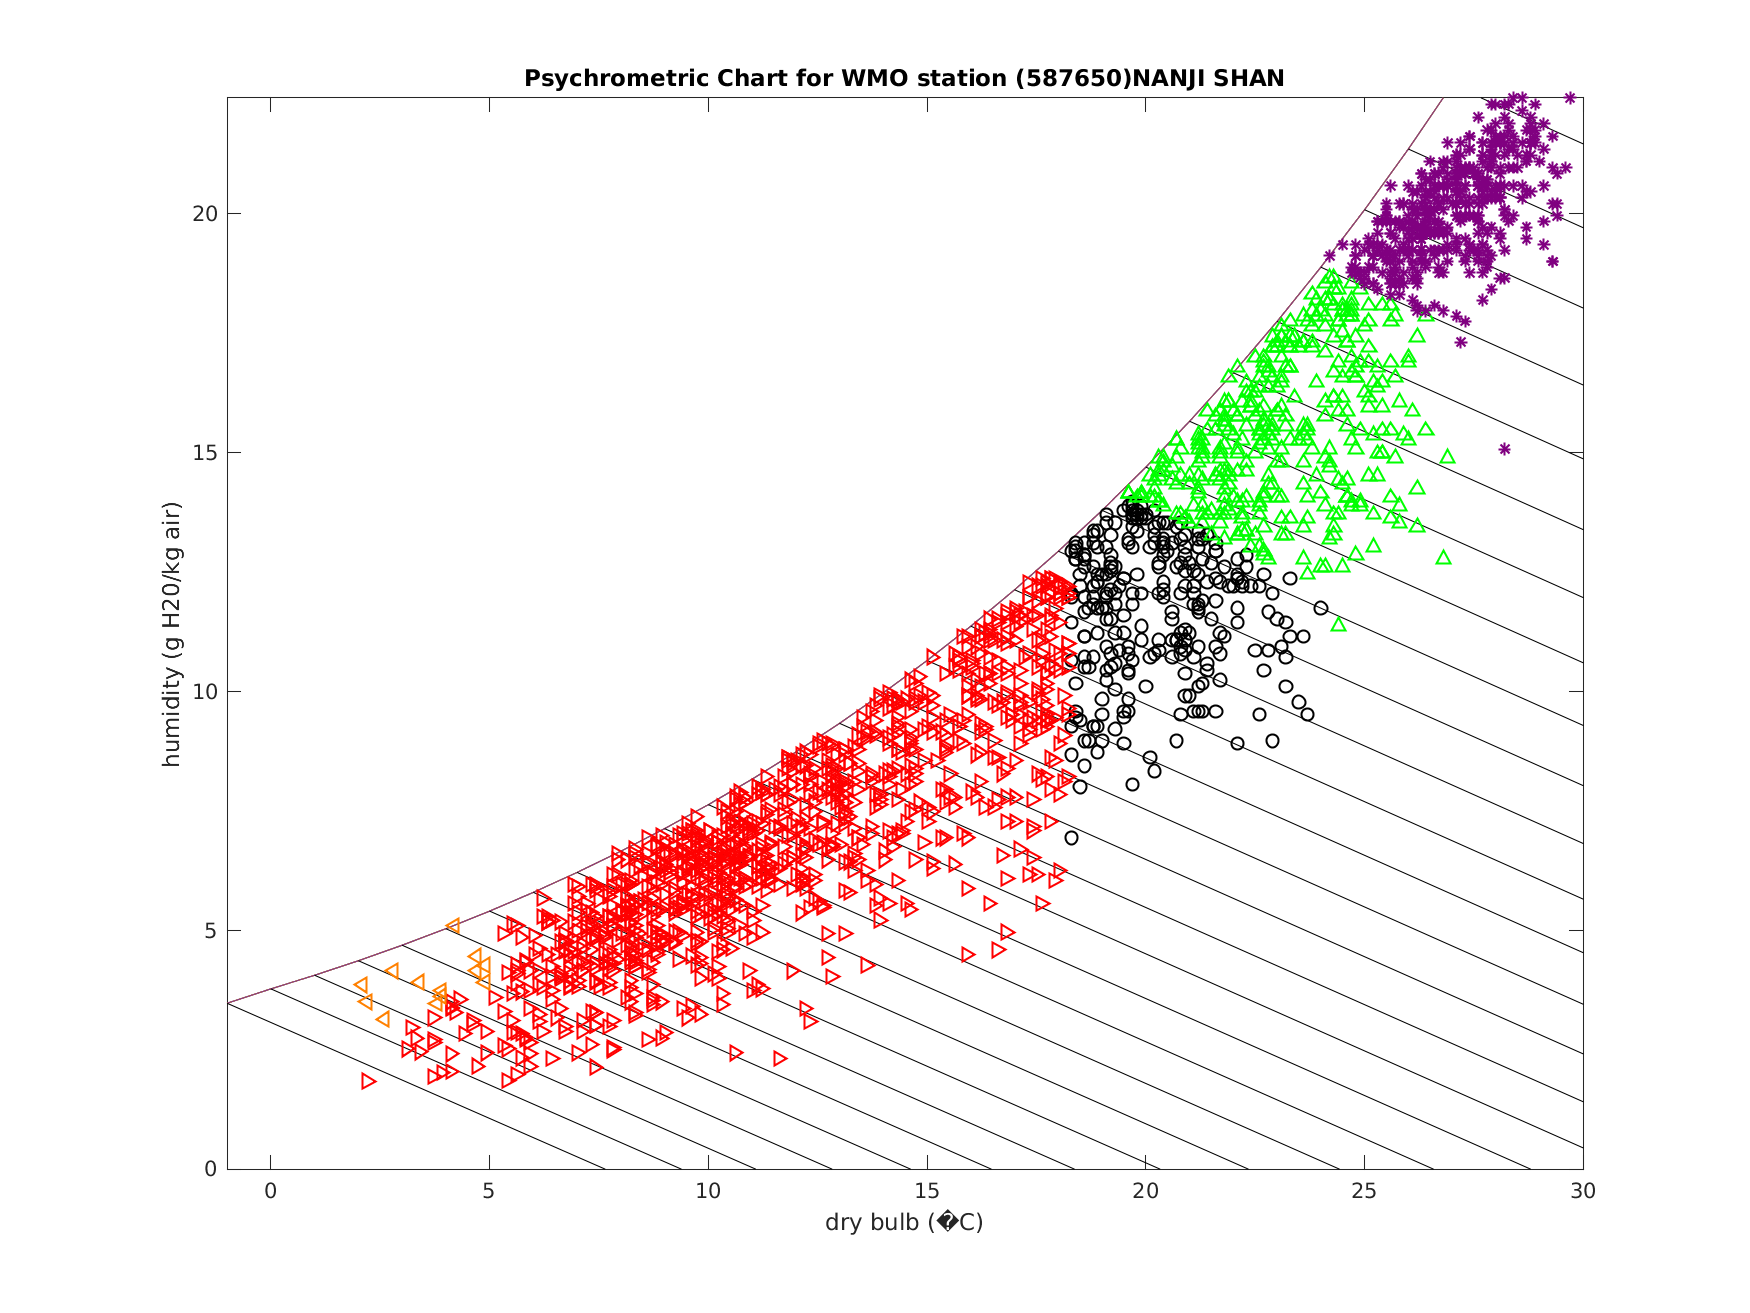 Psychrometric Chart for WMO station (587650)NANJI SHAN
humidity (g H20/kg air)
20
15
10
5
0
0 5 10 15 20 25 30
dry bulb (�C)